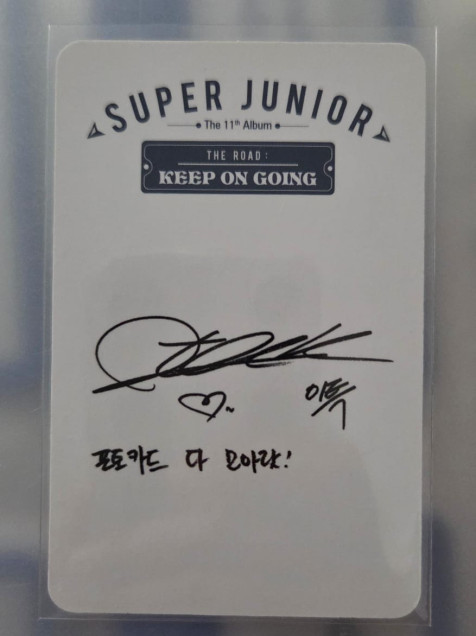 SUPER JUNIOR
The 11th Album
THE ROAD :
KEEP ON GOING
이특
포토카드 다 모아라!